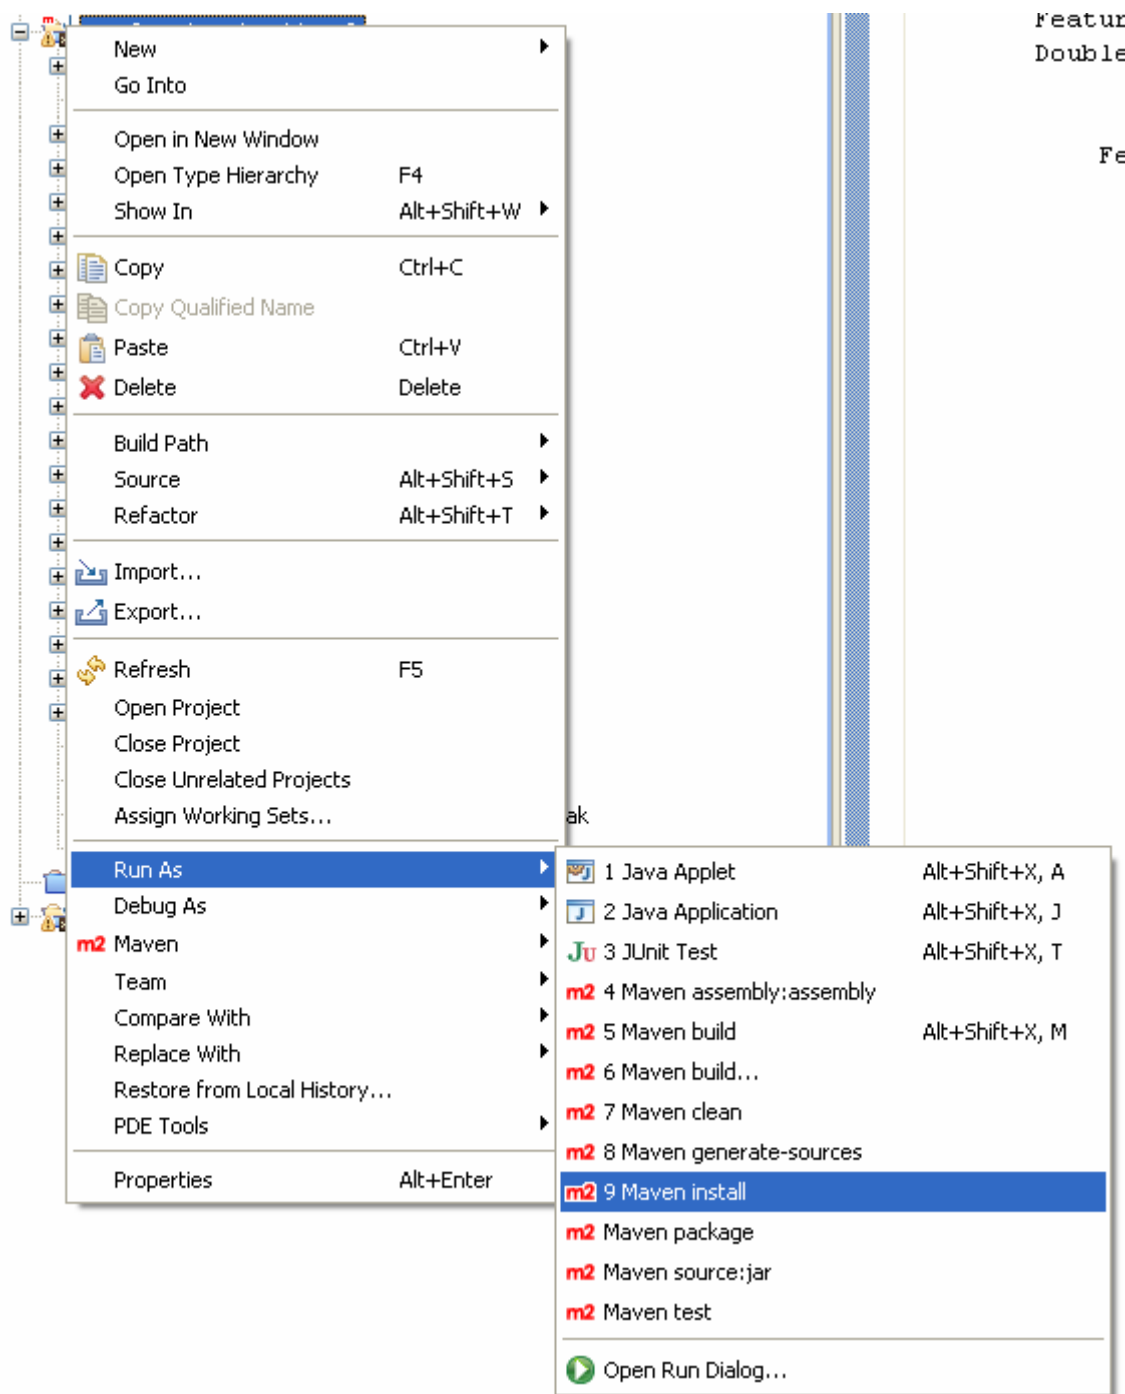 Featur
Double
Fe
New
Go Into
Open in New Window
Open Type Hierarchy F4
Show In Alt+Shift+W
Copy Ctrl+C
Copy Qualified Name
Paste Ctrl+V
Delete Delete
Build Path
Source Alt+Shift+S
Refactor Alt+Shift+T
Import...
Export...
Refresh F5
Open Project
Close Project
Close Unrelated Projects
Assign Working Sets...
ak
Run As
Debug As
m2 Maven
Team
Compare With
Replace With
Restore from Local History...
PDE Tools
Properties Alt+Enter
1 Java Applet Alt+Shift+X, A
2 Java Application Alt+Shift+X, J
JU 3 JUnit Test Alt+Shift+X, T
m2 4 Maven assembly:assembly
m2 5 Maven build Alt+Shift+X, M
m2 6 Maven build...
m2 7 Maven clean
m2 8 Maven generate-sources
m2 9 Maven install
m2 Maven package
m2 Maven source:jar
m2 Maven test
Open Run Dialog...